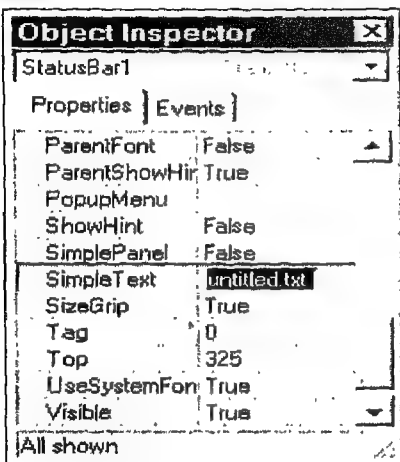 Object Inspector
StatusBar1
Properties Events
ParentFont False
ParentShowHir True
PopupMenu
ShowHint False
SimplePanel False
SimpleText untitled.txt
SizeGrip True
Tag 0
Top 325
UseSystemFon True
Visible True
All shown